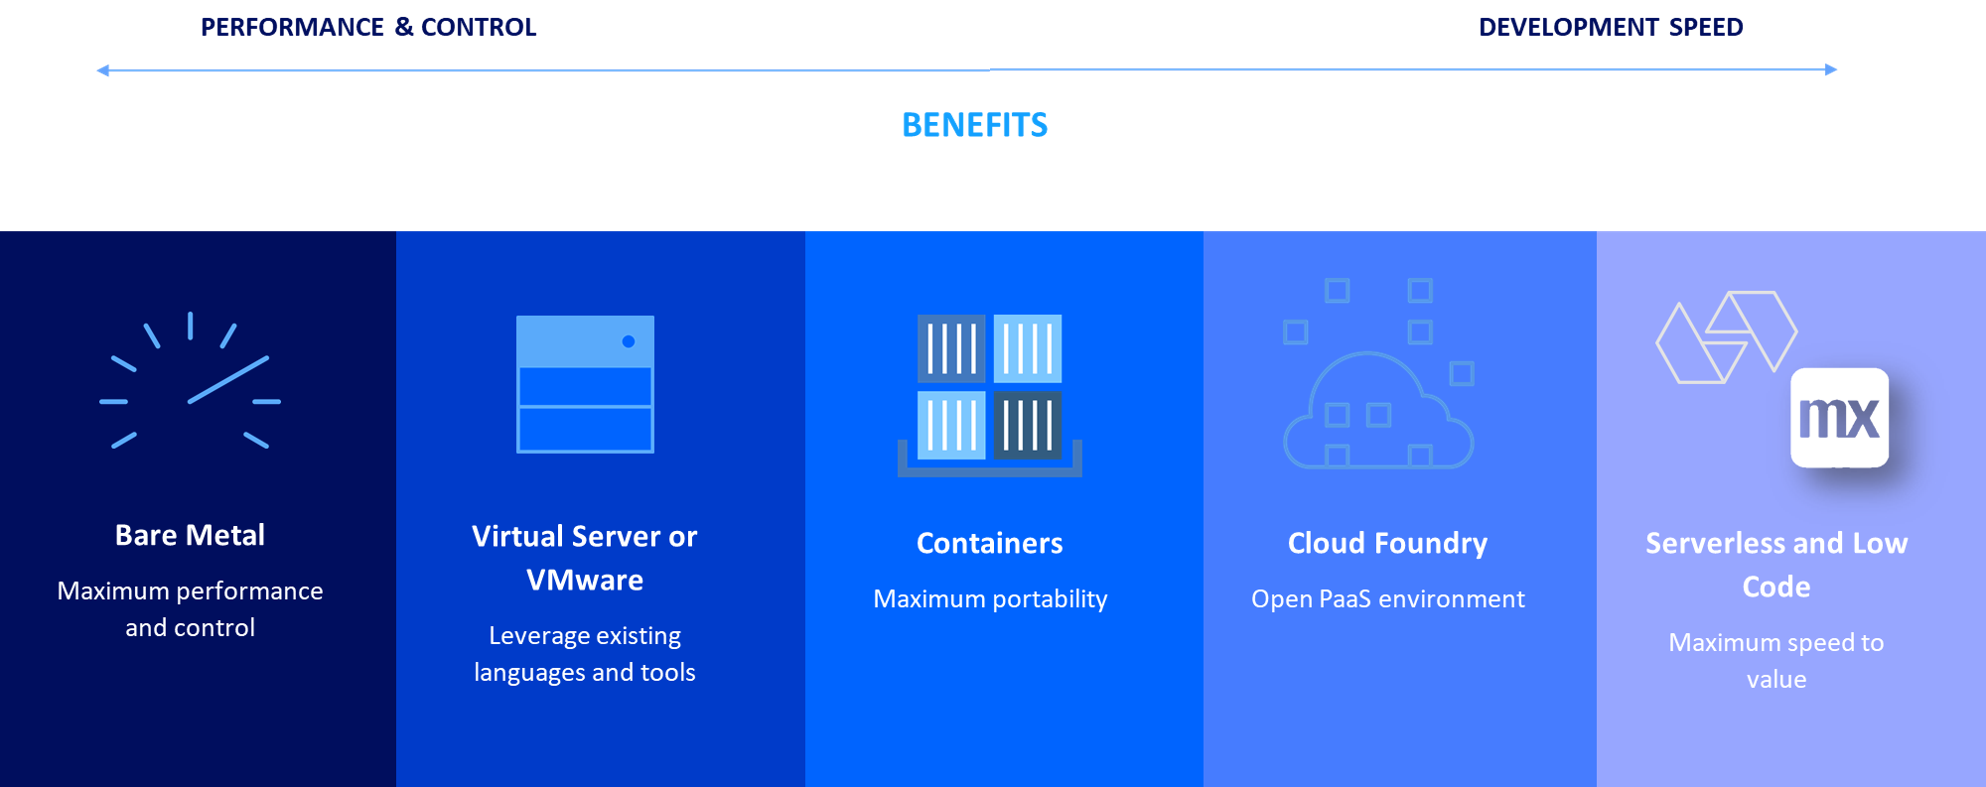 PERFORMANCE & CONTROL
DEVELOPMENT SPEED
BENEFITS
mx
Bare Metal
Maximum performance
and control
Virtual Server or
VMware
Leverage existing
languages and tools
Containers
Maximum portability
Cloud Foundry
Open PaaS environment
Serverless and Low
Code
Maximum speed to
value